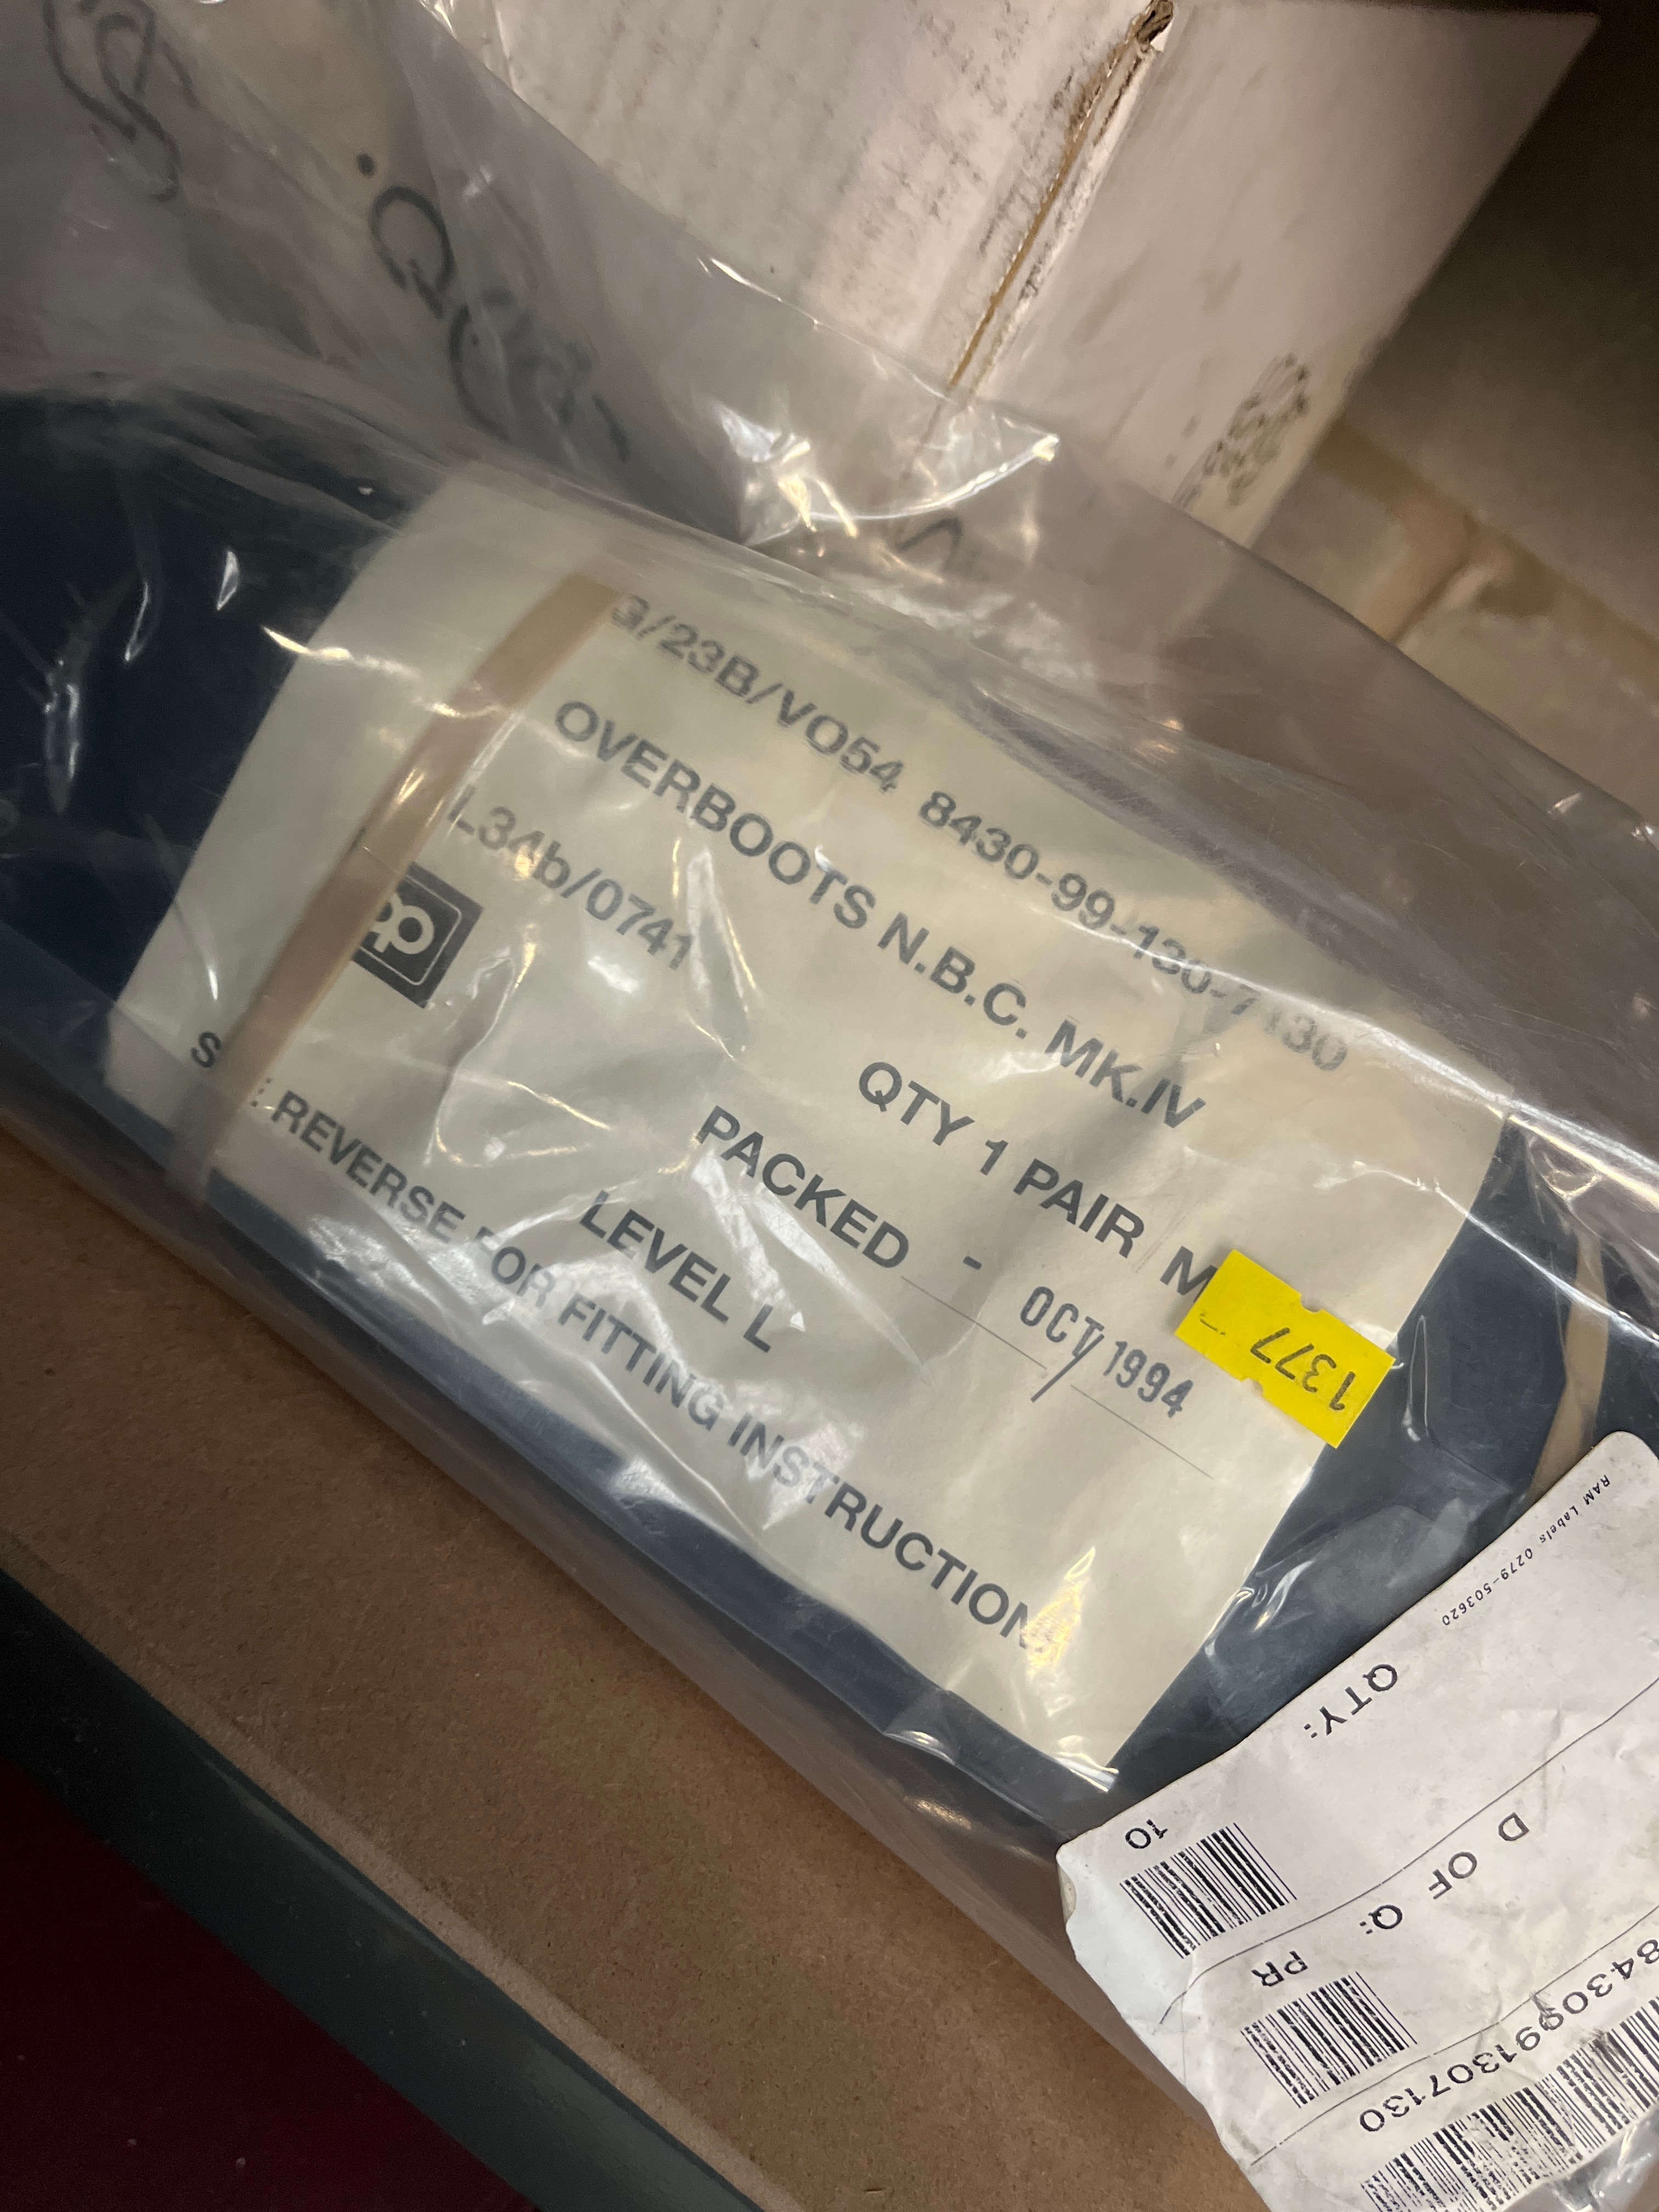 G/23B/VO54 8430-99-130-7130
OVERBOOTS N.B.C. MK.IV
L34b/0741
QTY 1 PAIR M
PACKED - OCT/1994
LEVEL L
REVERSE FOR FITTING INSTRUCTION
1377
RAM Labels 0279-503620
QTY:
10
D OF Q:
PR
8430991307130